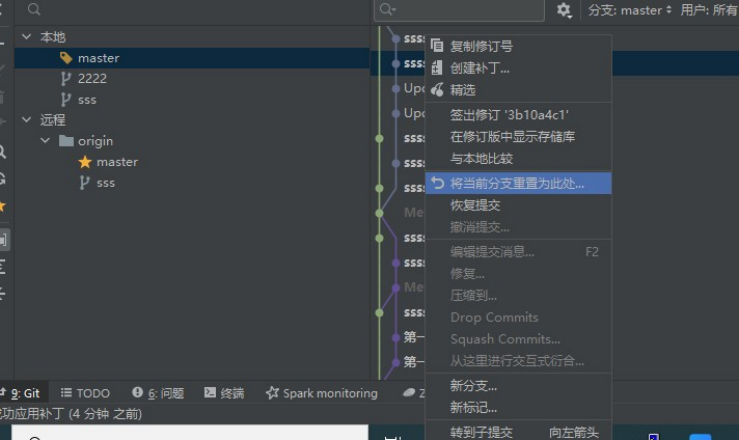 分支: master
用户: 所有
本地
master
2222
sss
远程
origin
master
sss
sss
sss
Upd
Upd
sss
sss
sss
Me
sss
sss
Me
sss
第一
第一
复制修订号
创建补丁...
精选
签出修订 '3b10a4c1'
在修订版中显示存储库
与本地比较
将当前分支重置为此处...
恢复提交
撤消提交...
编辑提交消息... F2
修复...
压缩到...
Drop Commits
Squash Commits...
从这里进行交互式衍合...
新分支...
新标记...
转到子提交 向左箭头
9: Git
TODO
6: 问题
终端
Spark monitoring
Z
功应用补丁 (4 分钟 之前)